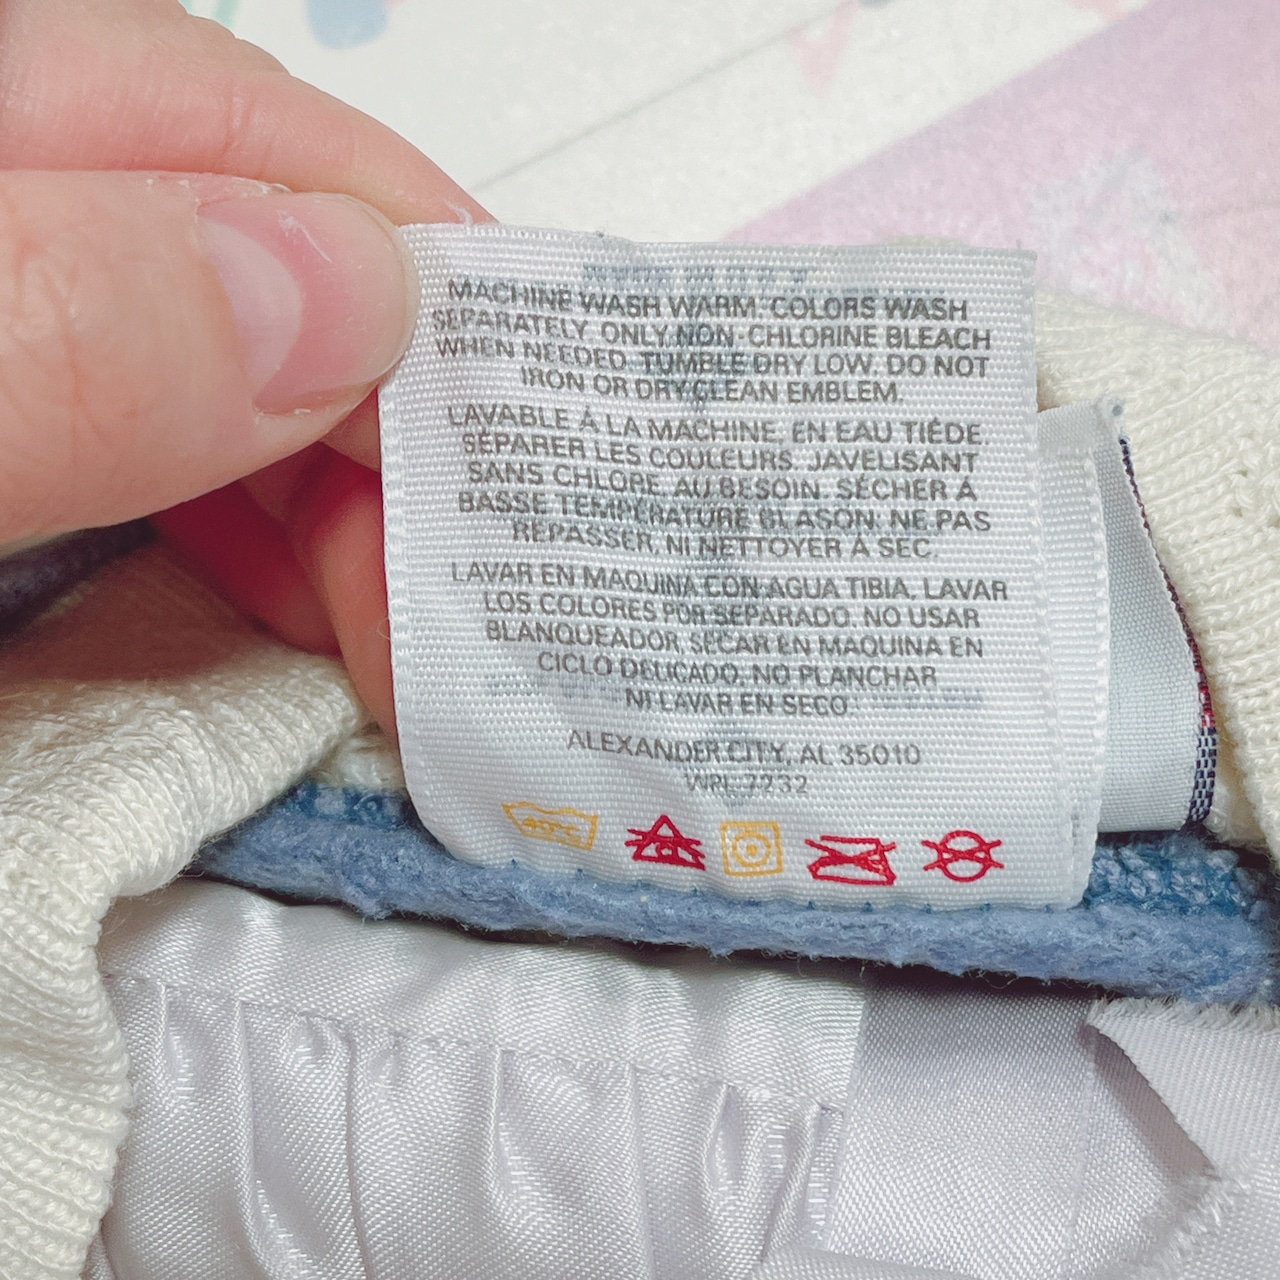 MACHINE WASH WARM. COLORS WASH
SEPARATELY. ONLY NON-CHLORINE BLEACH
WHEN NEEDED. TUMBLE DRY LOW. DO NOT
IRON OR DRY CLEAN EMBLEM.
LAVABLE À LA MACHINE, EN EAU TIÉDE.
SÉPARER LES COULEURS. JAVELISANT
SANS CHLORE AU BESOIN. SÉCHER À
BASSE TEMPÉRATURE BLASON: NE PAS
REPASSER, NI NETTOYER À SEC.
LAVAR EN MAQUINA CON AGUA TIBIA, LAVAR
LOS COLORES POR SEPARADO. NO USAR
BLANQUEADOR, SECAR EN MAQUINA EN
CICLO DELICADO, NO PLANCHAR
NI LAVAR EN SECO.
ALEXANDER CITY, AL 35010
WPL 7232
40°C